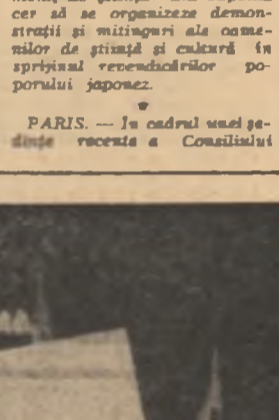 cer să se organizeze demon-
strații și mitinguri ale oame-
nilor de știință și cultură în
sprijinul revendicărilor po-
porului japonez.
PARIS. — In cadrul unei șe-
dințe recente a Consiliului